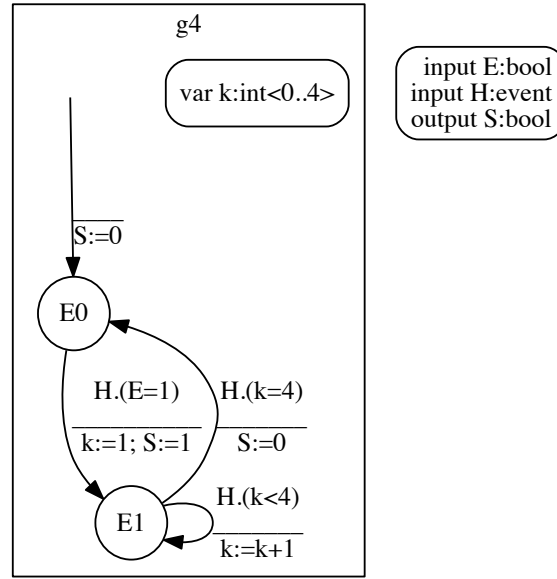 g4
var k:int<0..4>
input E:bool
input H:event
output S:bool
S:=0
E0
H.(E=1)
k:=1; S:=1
H.(k=4)
S:=0
E1
H.(k<4)
k:=k+1